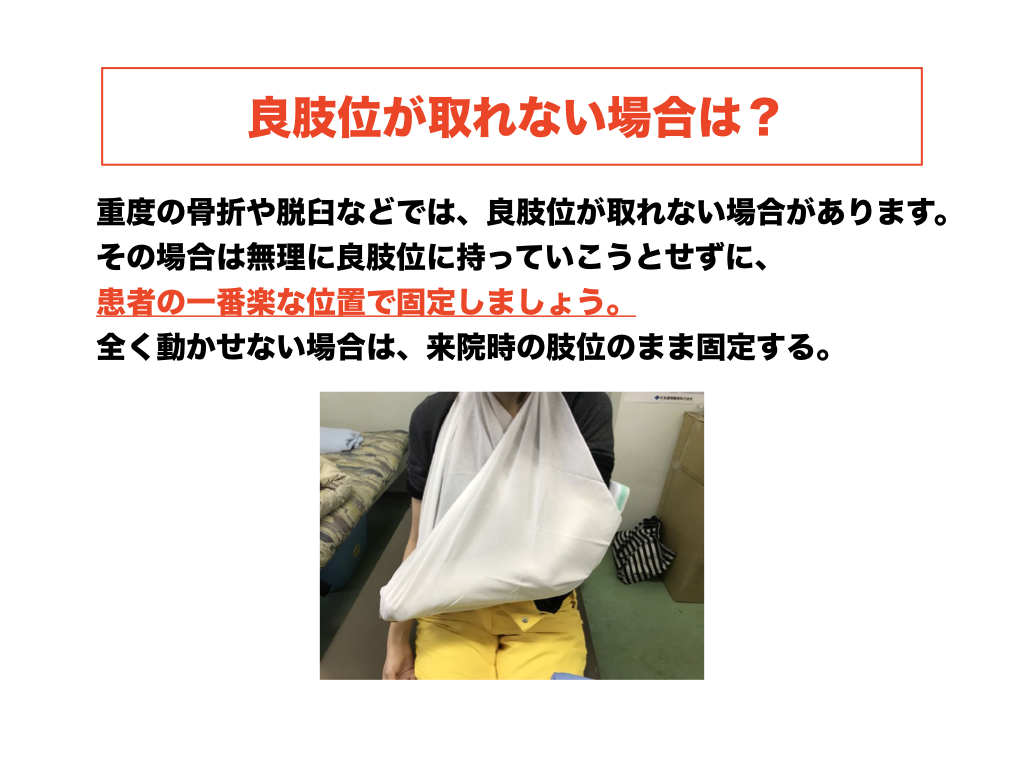 良肢位が取れない場合は？
重度の骨折や脱臼などでは、良肢位が取れない場合があります。
その場合は無理に良肢位に持っていこうとせずに、
患者の一番楽な位置で固定しましょう。
全く動かせない場合は、来院時の肢位のまま固定する。